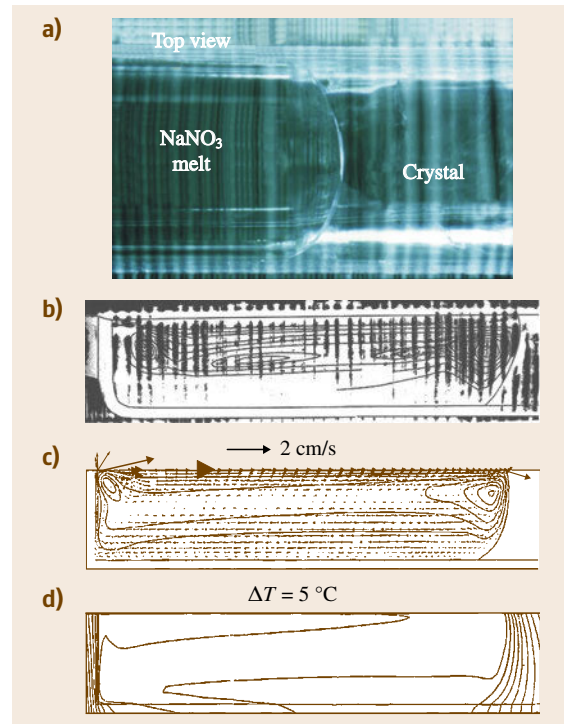 a)
Top view
NaNO3
melt
Crystal
b)
c)
2 cm/s
d)
ΔT = 5 °C